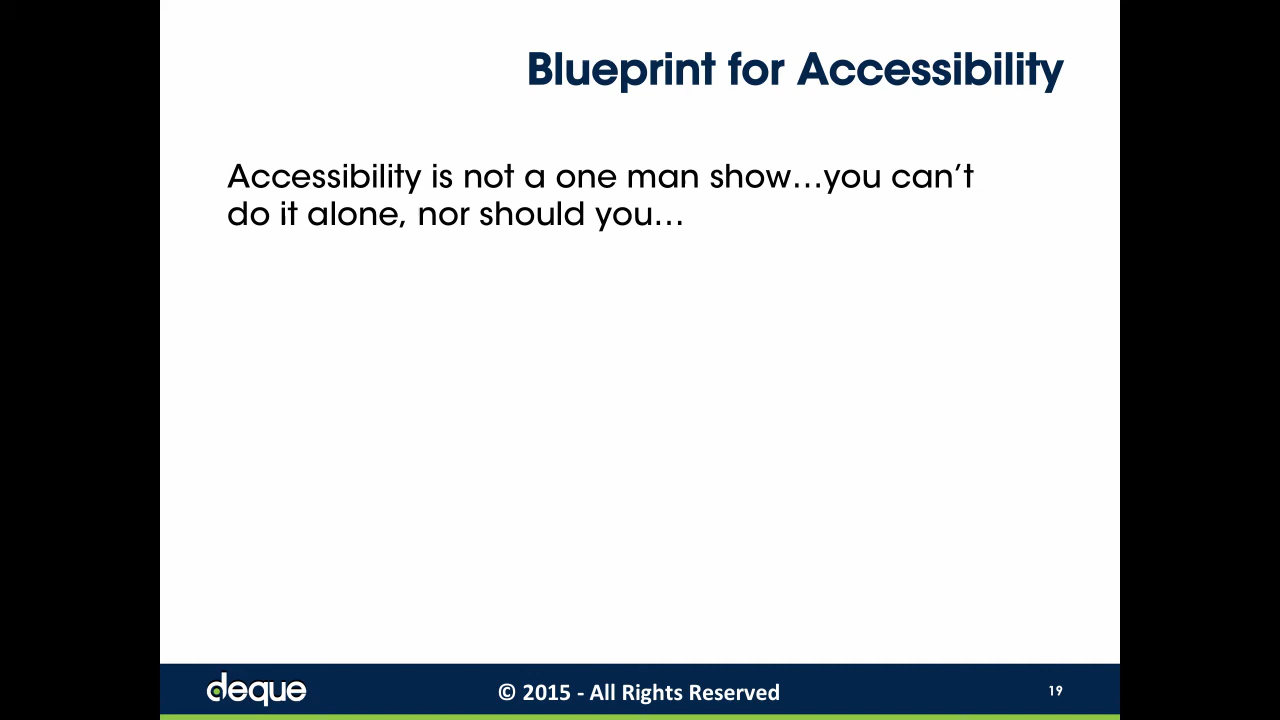 Blueprint for Accessibility
Accessibility is not a one man show…you can’t
do it alone, nor should you…
deque
© 2015 - All Rights Reserved
19